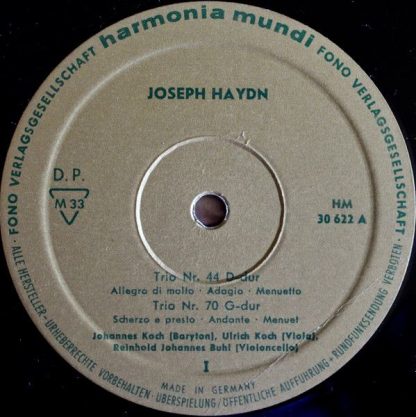 FONO VERLAGSGESELLSCHAFT harmonia mundi FONO VERLAGSGESELLSCHAFT
JOSEPH HAYDN
D. P.
M 33
HM
30 622 A
Trio Nr. 44 D-dur
Allegro di molto · Adagio · Menuetto
Trio Nr. 70 G-dur
Scherzo e presto · Andante · Menuet
Johannes Koch (Baryton), Ulrich Koch (Viola),
Reinhold Johannes Buhl (Violoncello)
I
MADE IN GERMANY
· ALLE HERSTELLER- · URHEBERRECHTE VORBEHALTEN · ÜBERSPIELUNG/ÖFFENTLICHE AUFFÜHRUNG + RUNDFUNKSENDUNG VERBOTEN ·